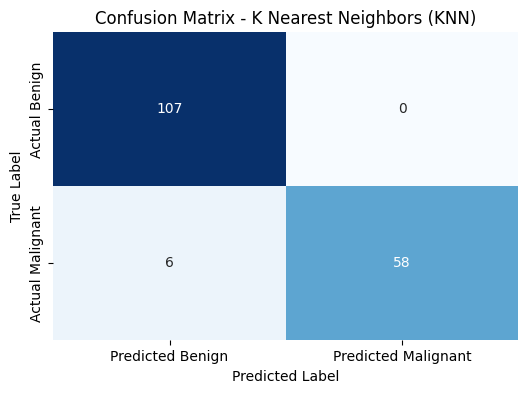 Confusion Matrix - K Nearest Neighbors (KNN)
True Label
Actual Benign
107
0
Actual Malignant
6
58
Predicted Benign
Predicted Malignant
Predicted Label